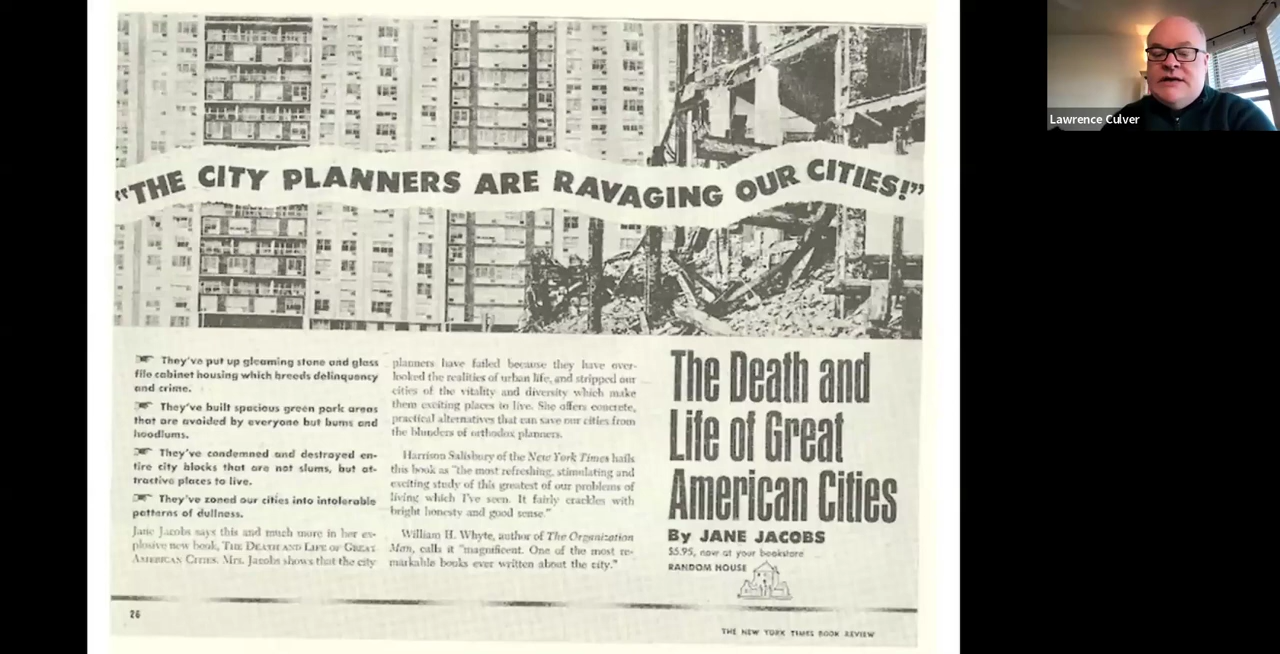 "THE CITY PLANNERS ARE RAVAGING OUR CITIES!"
They've put up gleaming stone and glass
file cabinet housing which breeds delinquency
and crime.
They've built spacious green park areas
that are avoided by everyone but bums and
hoodlums.
They've condemned and destroyed en-
tire city blocks that are not slums, but at-
tractive places to live.
They've zoned our cities into intolerable
patterns of dullness.
Jane Jacobs says this and much more in her ex-
plosive new book, THE DEATH AND LIFE OF GREAT
AMERICAN CITIES. Mrs. Jacobs shows that the city
planners have failed because they have over-
looked the realities of urban life, and stripped our
cities of the vitality and diversity which make
them exciting places to live. She offers concrete,
practical alternatives that can save our cities from
the blunders of orthodox planners.
Harrison Salisbury of the New York Times hails
this book as "the most refreshing, stimulating and
exciting study of this greatest of our problems of
living which I've seen. It fairly crackles with
bright honesty and good sense."
William H. Whyte, author of The Organization
Man, calls it "magnificent. One of the most re-
markable books ever written about the city."
The Death and
Life of Great
American Cities
By JANE JACOBS
$5.95, now at your bookstore
RANDOM HOUSE
26
THE NEW YORK TIMES BOOK REVIEW
Lawrence Culver